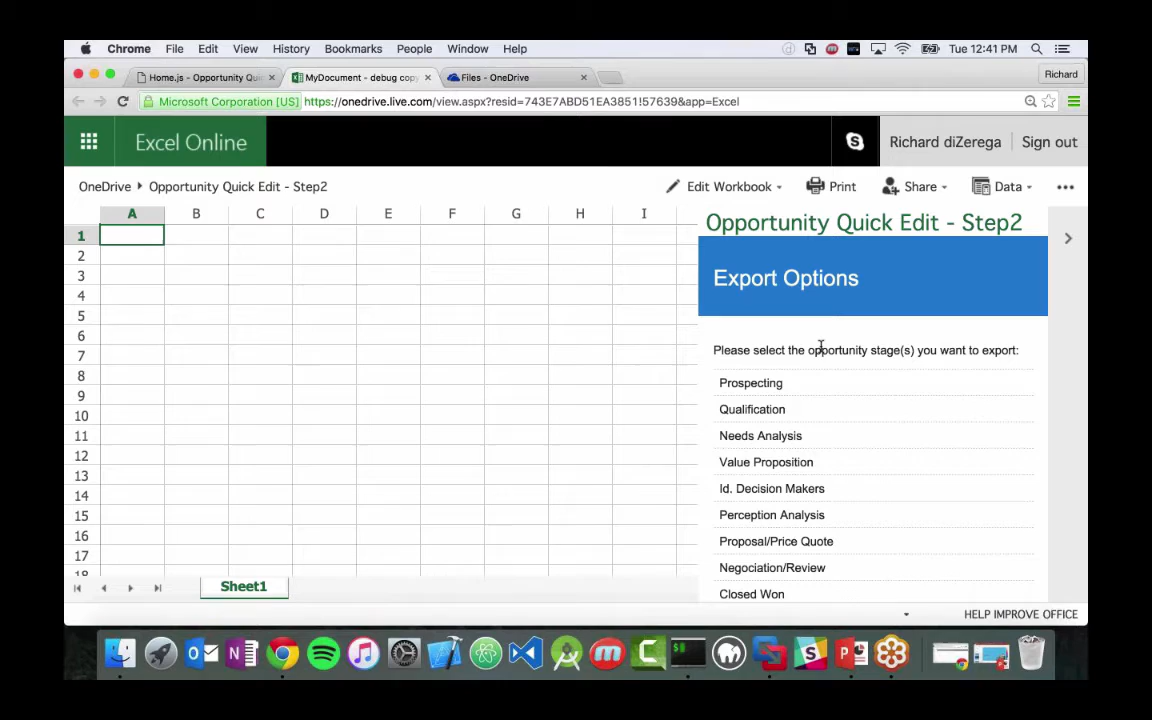 Chrome File Edit View History Bookmarks People Window Help Tue 12:41 PM
Home.js - Opportunity Qui MyDocument - debug copy Files - OneDrive Richard
Microsoft Corporation [US] https://onedrive.live.com/view.aspx?resid=743E7ABD51EA3851!57639&app=Excel
Excel Online Richard diZerega Sign out
OneDrive Opportunity Quick Edit - Step2 Edit Workbook Print Share Data
A B C D E F G H I
Opportunity Quick Edit - Step2
1
2
3
4
5
6
7
8
9
10
11
12
13
14
15
16
17
18
Export Options
Please select the opportunity stage(s) you want to export:
Prospecting
Qualification
Needs Analysis
Value Proposition
Id. Decision Makers
Perception Analysis
Proposal/Price Quote
Negociation/Review
Closed Won
Sheet1
HELP IMPROVE OFFICE